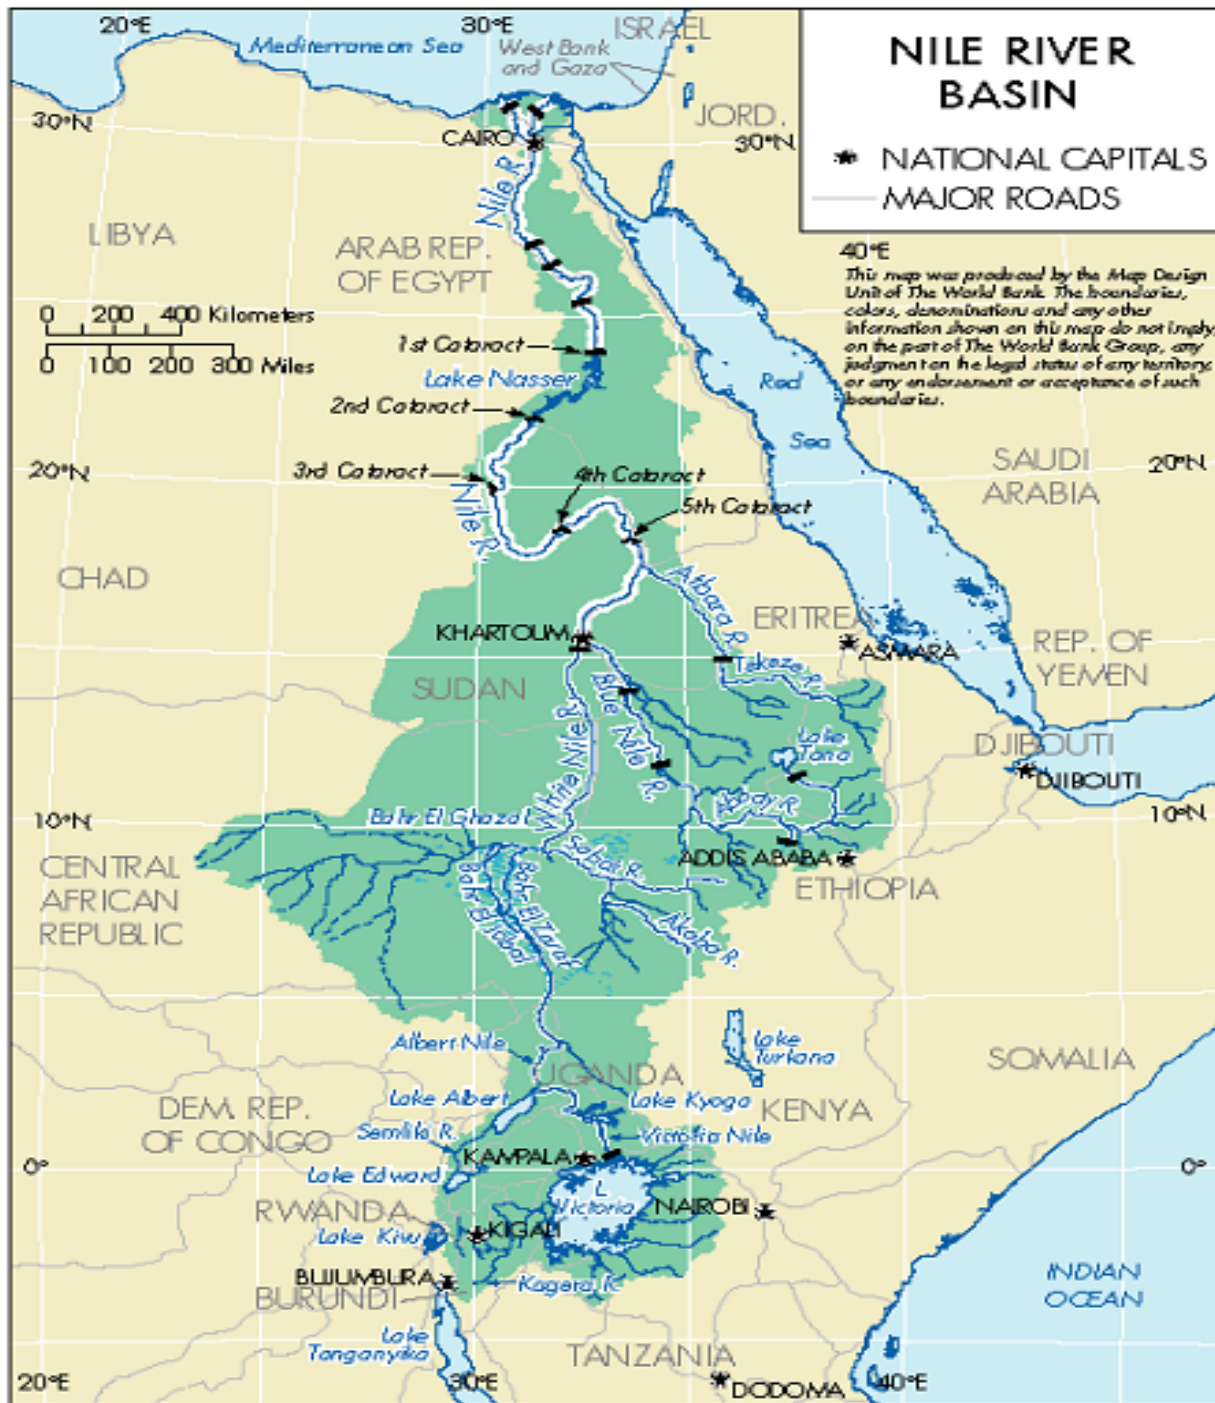 20°E
30°E
ISRAEL
Mediterranean Sea
West Bank
and Gaza
NILE RIVER
BASIN
NATIONAL CAPITALS
MAJOR ROADS
30°N
CAIRO
JORD.
30°N
Nile R.
LIBYA
ARAB REP.
OF EGYPT
40°E
This map was produced by the Map Design
Unit of The World Bank. The boundaries,
colors, denominations and any other
information shown on this map do not imply,
on the part of The World Bank Group, any
judgment on the legal status of any territory,
or any endorsement or acceptance of such
boundaries.
0 200 400 Kilometers
0 100 200 300 Miles
1st Cataract
Lake Nasser
2nd Cataract
Red
Sea
3rd Cataract
4th Cataract
20°N
SAUDI
ARABIA
20°N
Nile R.
5th Cataract
CHAD
Atbara R.
ERITREA
KHARTOUM
ASMARA
REP. OF
YEMEN
Tekeze R.
SUDAN
Blue Nile R.
White Nile R.
Lake
Tana
DJIBOUTI
DJIBOUTI
Abay R.
10°N
Bahr El Ghazal
10°N
Sobat R.
ADDIS ABABA
ETHIOPIA
CENTRAL
AFRICAN
REPUBLIC
Bahr El Jebel
Bahr El Zaraf
Akobo R.
Albert Nile
Lake
Turkana
SOMALIA
UGANDA
Lake Albert
Lake Kyoga
KENYA
DEM. REP.
OF CONGO
Semliki R.
Victoria Nile
KAMPALA
0°
0°
Lake Edward
L.
Victoria
NAIROBI
RWANDA
Lake Kivu
KIGALI
BUJUMBURA
Kagera R.
BURUNDI
INDIAN
OCEAN
Lake
Tanganyika
TANZANIA
20°E
30°E
DODOMA
40°E